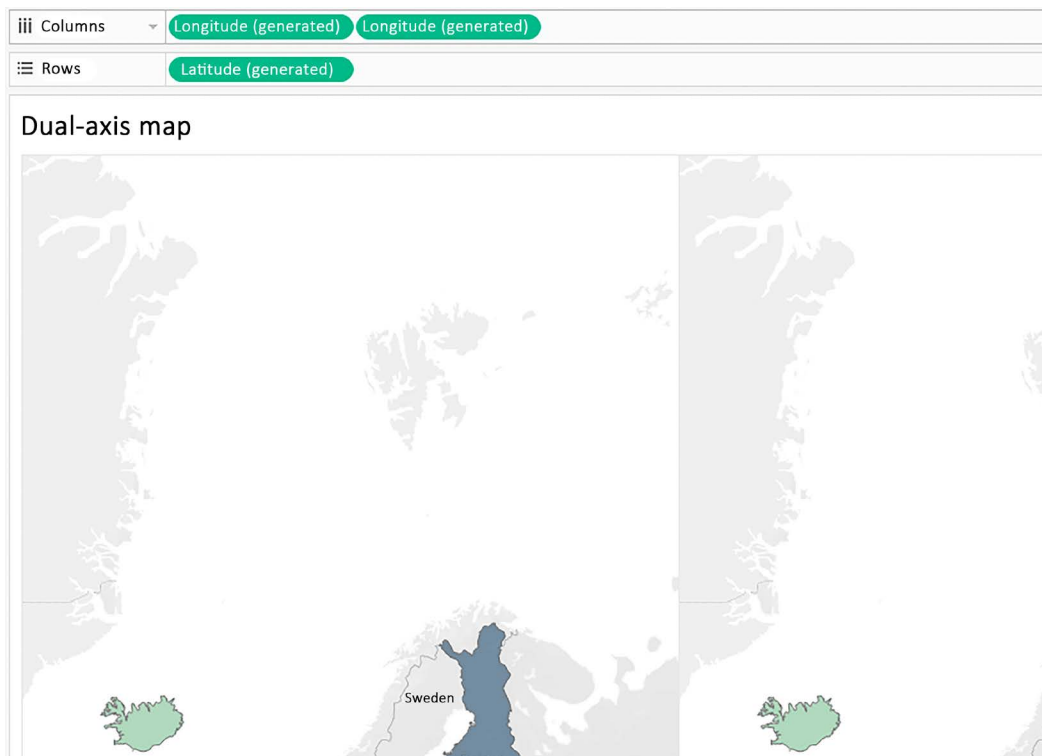 Columns Longitude (generated) Longitude (generated)
Rows Latitude (generated)
Dual-axis map
Sweden